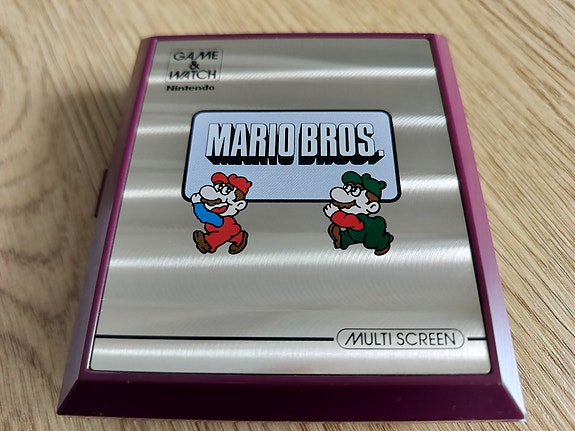 GAME
&
WATCH
Nintendo
MARIO BROS.
MULTI SCREEN